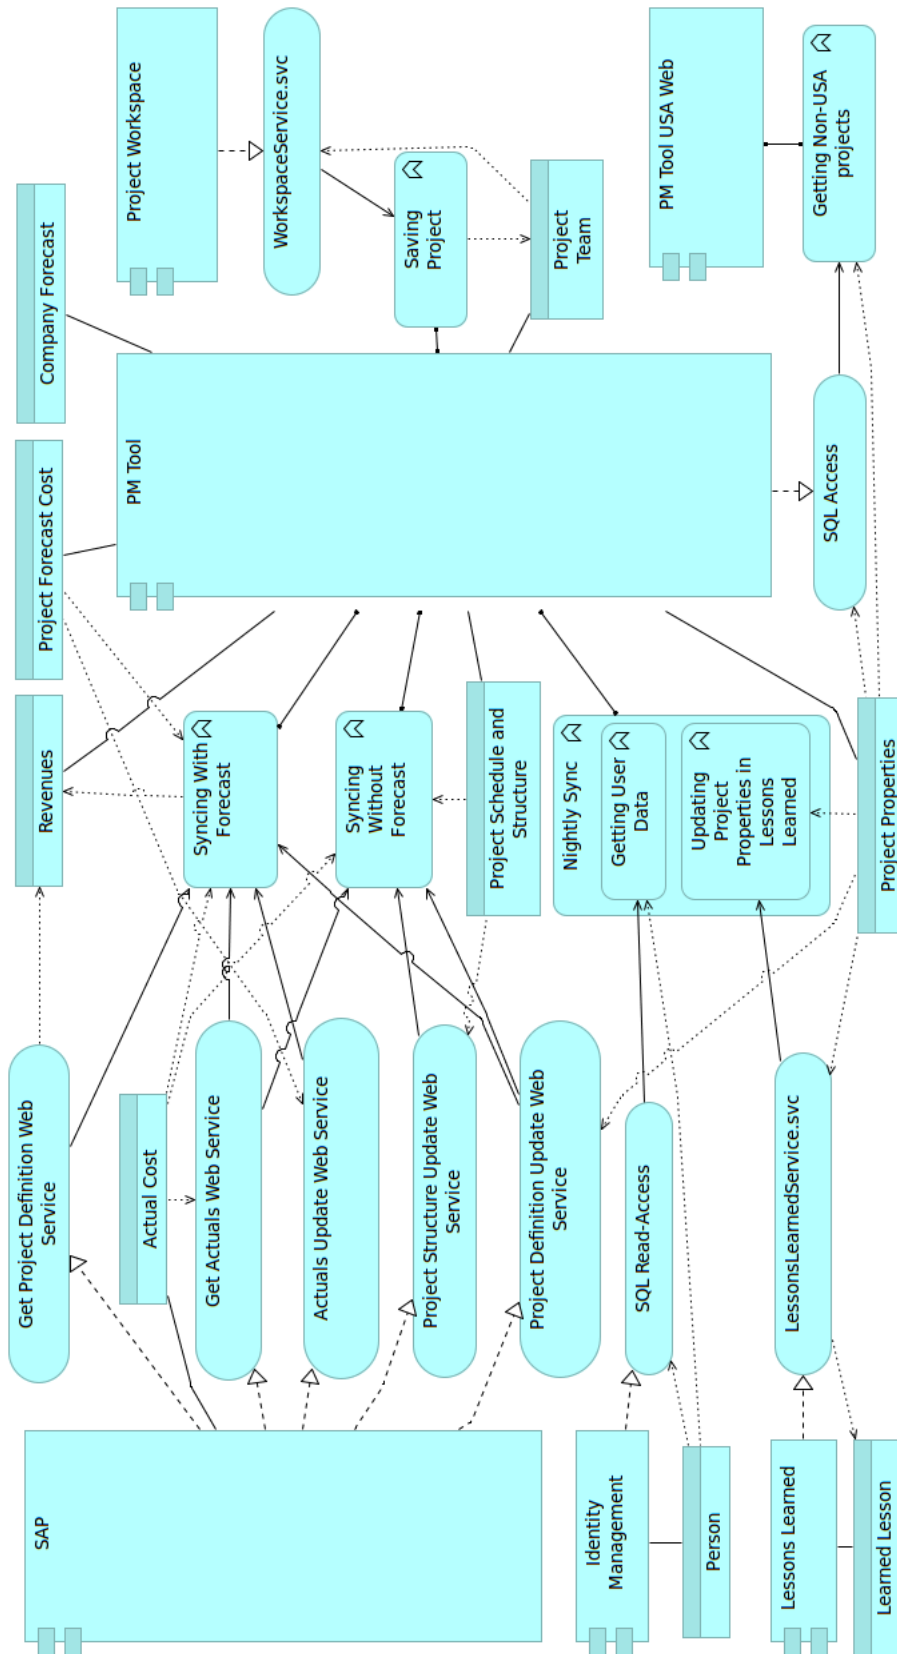 SAP
Identity
Management
Person
Lessons Learned
Learned Lesson
Get Project Definition Web
Service
Actual Cost
Get Actuals Web Service
Actuals Update Web Service
Project Structure Update Web
Service
Project Definition Update Web
Service
SQL Read-Access
LessonsLearnedService.svc
Revenues
Syncing With
Forecast
Syncing
Without
Forecast
Project Schedule and
Structure
Nightly Sync
Getting User
Data
Updating
Project
Properties in
Lessons
Learned
Project Properties
Project Forecast Cost
Company Forecast
PM Tool
SQL Access
Project Workspace
WorkspaceService.svc
Saving
Project
Project
Team
PM Tool USA Web
Getting Non-USA
projects